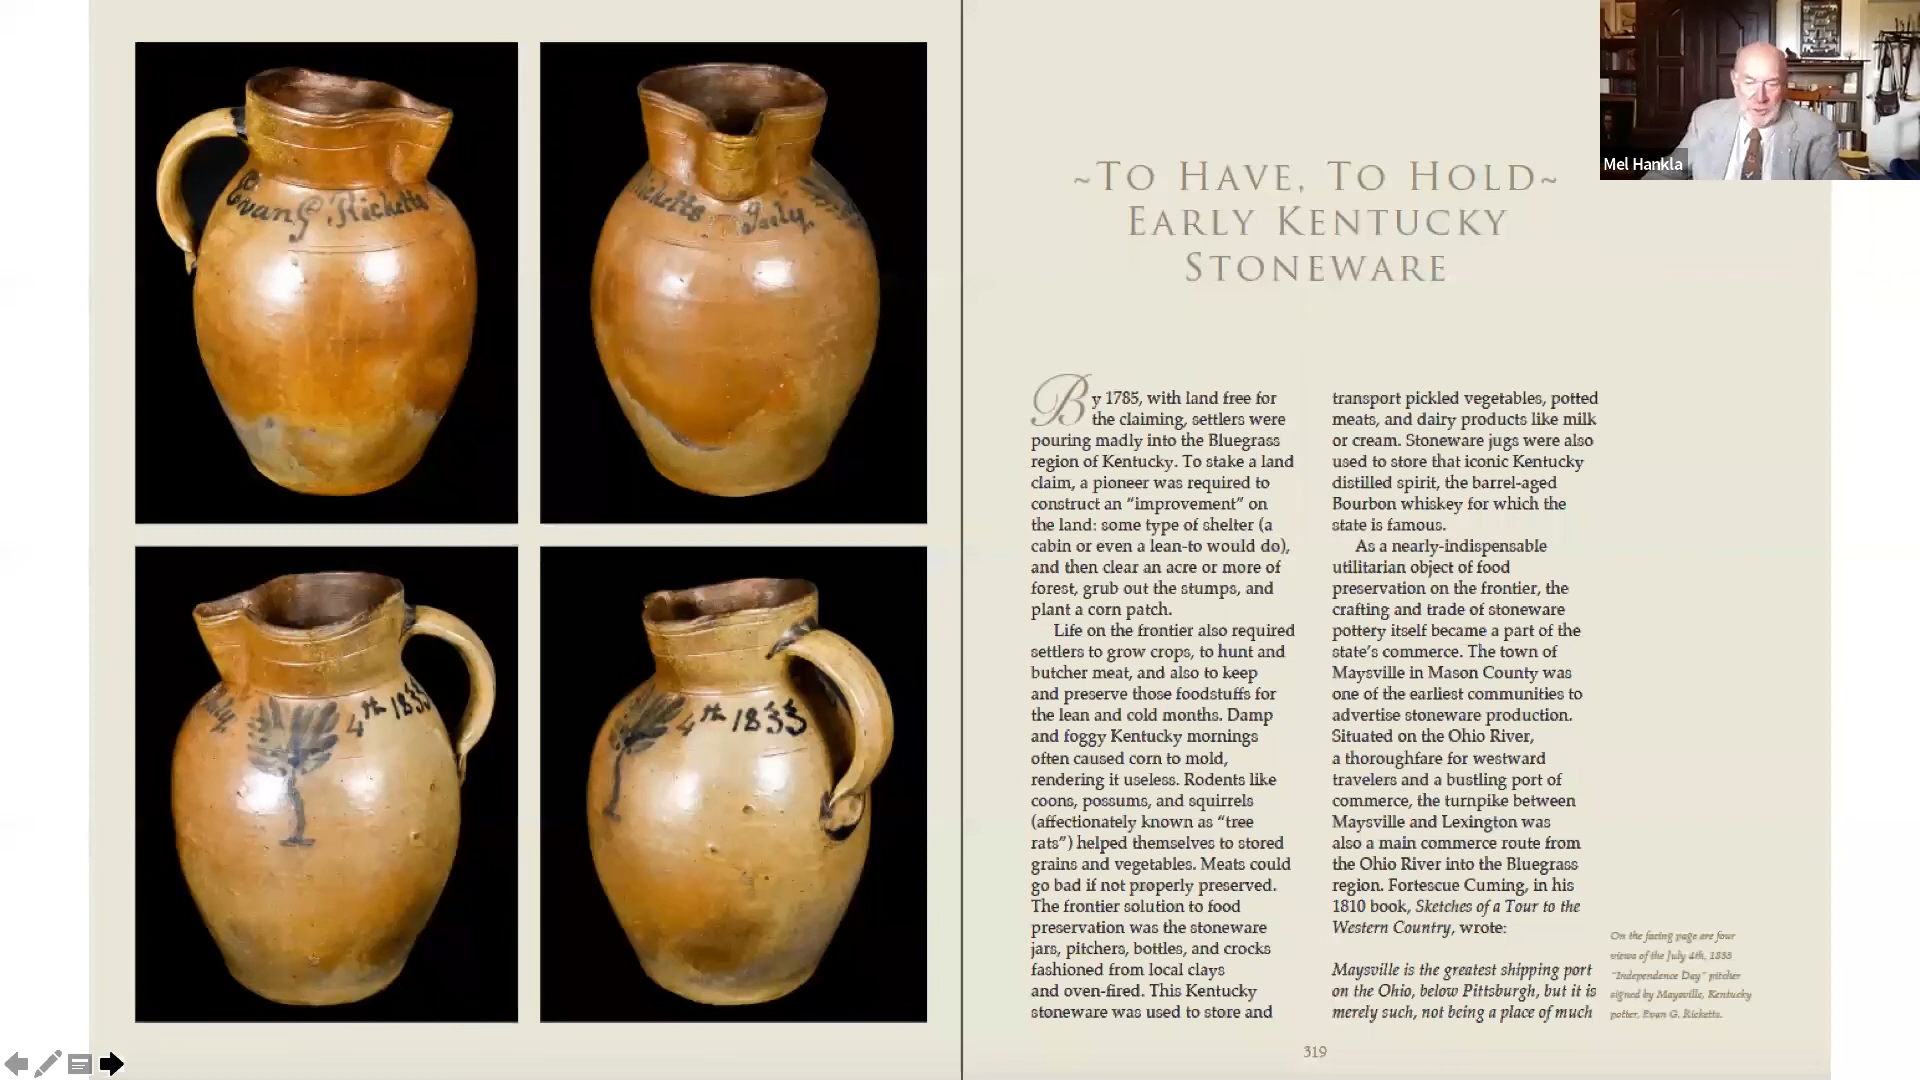 Evan G Ricketts
Ricketts July.
July 4th 1833
4th 1833
~TO HAVE, TO HOLD~
EARLY KENTUCKY
STONEWARE
By 1785, with land free for
the claiming, settlers were
pouring madly into the Bluegrass
region of Kentucky. To stake a land
claim, a pioneer was required to
construct an “improvement” on
the land: some type of shelter (a
cabin or even a lean-to would do),
and then clear an acre or more of
forest, grub out the stumps, and
plant a corn patch.
Life on the frontier also required
settlers to grow crops, to hunt and
butcher meat, and also to keep
and preserve those foodstuffs for
the lean and cold months. Damp
and foggy Kentucky mornings
often caused corn to mold,
rendering it useless. Rodents like
coons, possums, and squirrels
(affectionately known as “tree
rats”) helped themselves to stored
grains and vegetables. Meats could
go bad if not properly preserved.
The frontier solution to food
preservation was the stoneware
jars, pitchers, bottles, and crocks
fashioned from local clays
and oven-fired. This Kentucky
stoneware was used to store and
transport pickled vegetables, potted
meats, and dairy products like milk
or cream. Stoneware jugs were also
used to store that iconic Kentucky
distilled spirit, the barrel-aged
Bourbon whiskey for which the
state is famous.
As a nearly-indispensable
utilitarian object of food
preservation on the frontier, the
crafting and trade of stoneware
pottery itself became a part of the
state’s commerce. The town of
Maysville in Mason County was
one of the earliest communities to
advertise stoneware production.
Situated on the Ohio River,
a thoroughfare for westward
travelers and a bustling port of
commerce, the turnpike between
Maysville and Lexington was
also a main commerce route from
the Ohio River into the Bluegrass
region. Fortescue Cuming, in his
1810 book, Sketches of a Tour to the
Western Country, wrote:
Maysville is the greatest shipping port
on the Ohio, below Pittsburgh, but it is
merely such, not being a place of much
On the facing page are four
views of the July 4th, 1833
“Independence Day” pitcher
signed by Maysville, Kentucky
potter, Evan G. Ricketts.
319
Mel Hankla